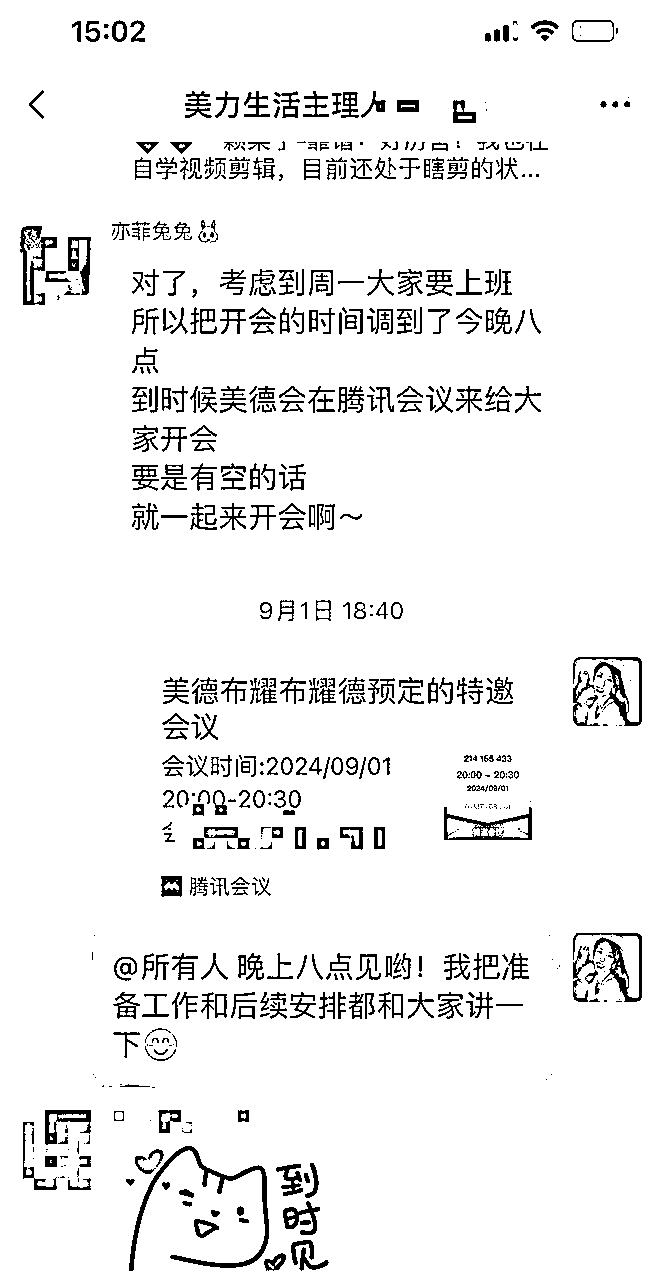 15:02
美力生活主理人
自学视频剪辑，目前还处于瞎剪的状...
亦菲兔兔🐰
对了，考虑到周一大家要上班
所以把开会的时间调到了今晚八
点
到时候美德会在腾讯会议来给大
家开会
要是有空的话
就一起来开会啊～
9月1日 18:40
美德布耀布耀德预定的特邀
会议
会议时间:2024/09/01
20:00-20:30
214 155 433
20:00 ~ 20:30
2024/09/01
腾讯会议
@所有人 晚上八点见哟！我把准
备工作和后续安排都和大家讲一
下😊
到
时
见